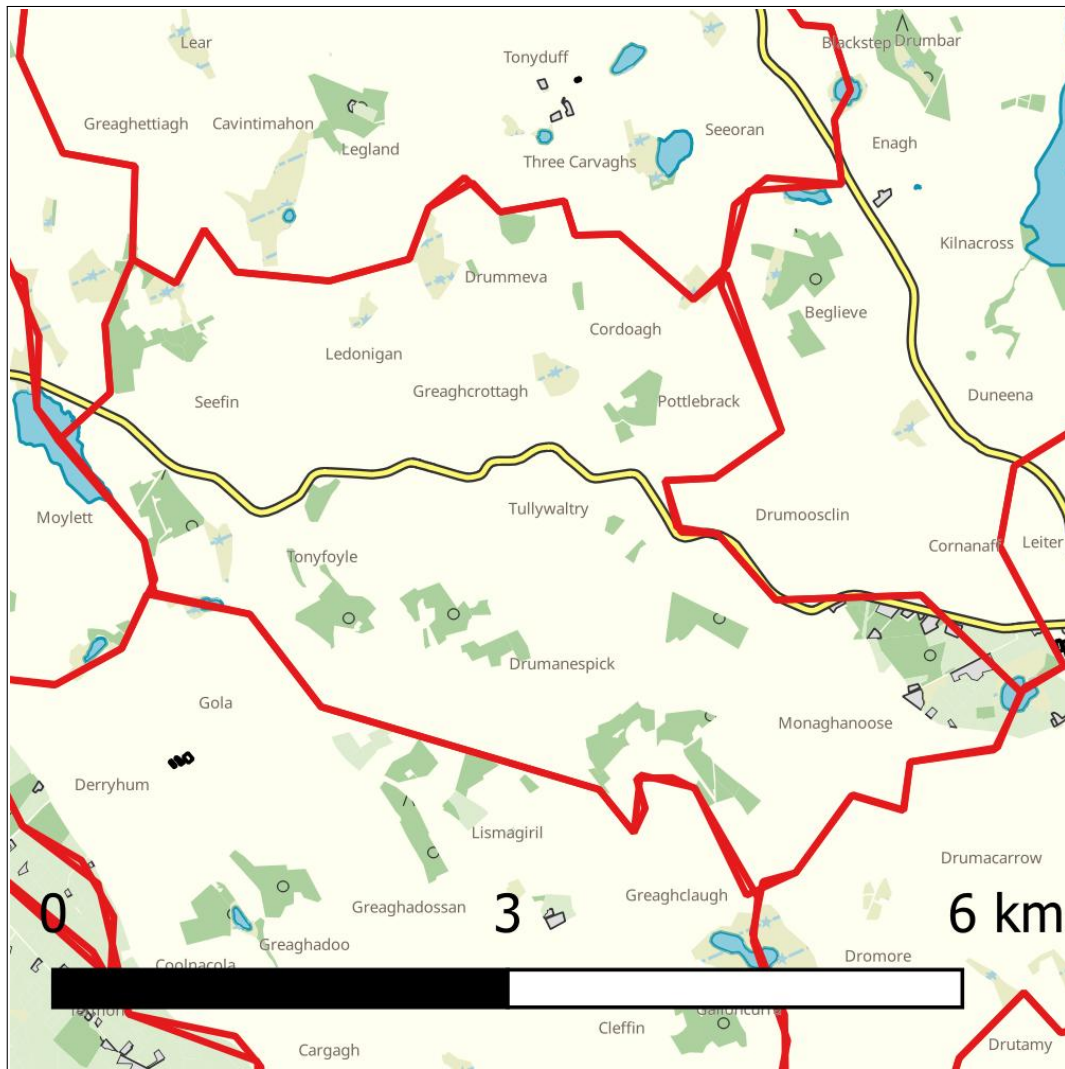 Lear
Blackstep
Drumbar
Tonyduff
Greaghettiagh
Cavintimahon
Seeoran
Legland
Enagh
Three Carvaghs
Kilnacross
Drummeva
Beglieve
Cordoagh
Ledonigan
Greaghcrottagh
Duneena
Seefin
Pottlebrack
Tullywaltry
Moylett
Drumoosclin
Cornanaff
Leiter
Tonyfoyle
Drumanespick
Gola
Monaghanoose
Derryhum
Lismagiril
Drumacarrow
Greaghclaugh
Greaghadossan
0 3 6 km
Greaghadoo
Dromore
Coolnacola
Cleffin
Drutamy
Cargagh